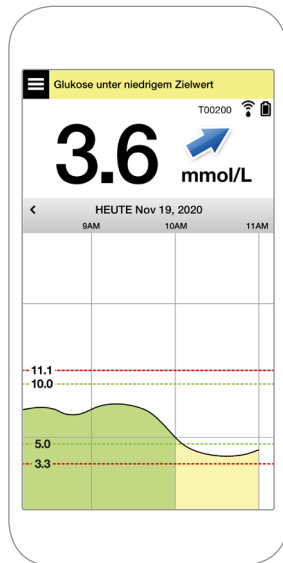 Glukose unter niedrigem Zielwert
T00200
3.6
mmol/L
< HEUTE Nov 19, 2020
9AM 10AM 11AM
11.1
10.0
5.0
3.3